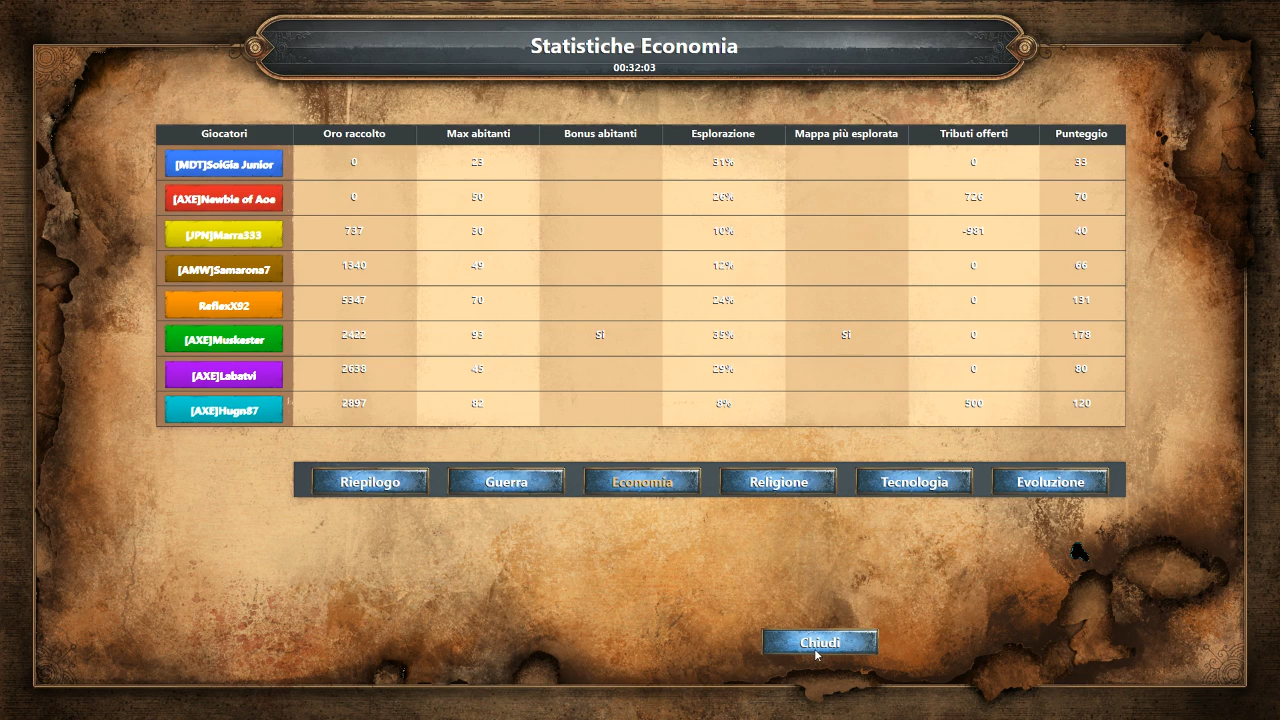 Statistiche Economia
00:32:03
Giocatori Oro raccolto Max abitanti Bonus abitanti Esplorazione Mappa più esplorata Tributi offerti Punteggio
[MDT]SolGia Junior 0 23 31% 0 33
[AXE]Newbie of Aoe 0 50 26% 726 70
[JPN]Marra333 737 30 10% -981 40
[AMW]Samarona7 1340 49 12% 0 66
ReflexX92 5347 70 24% 0 131
[AXE]Muskester 2422 93 Sì 35% Sì 0 178
[AXE]Labatvi 2638 45 29% 0 80
[AXE]Hugn87 2897 82 8% 500 120
Riepilogo Guerra Economia Religione Tecnologia Evoluzione
Chiudi